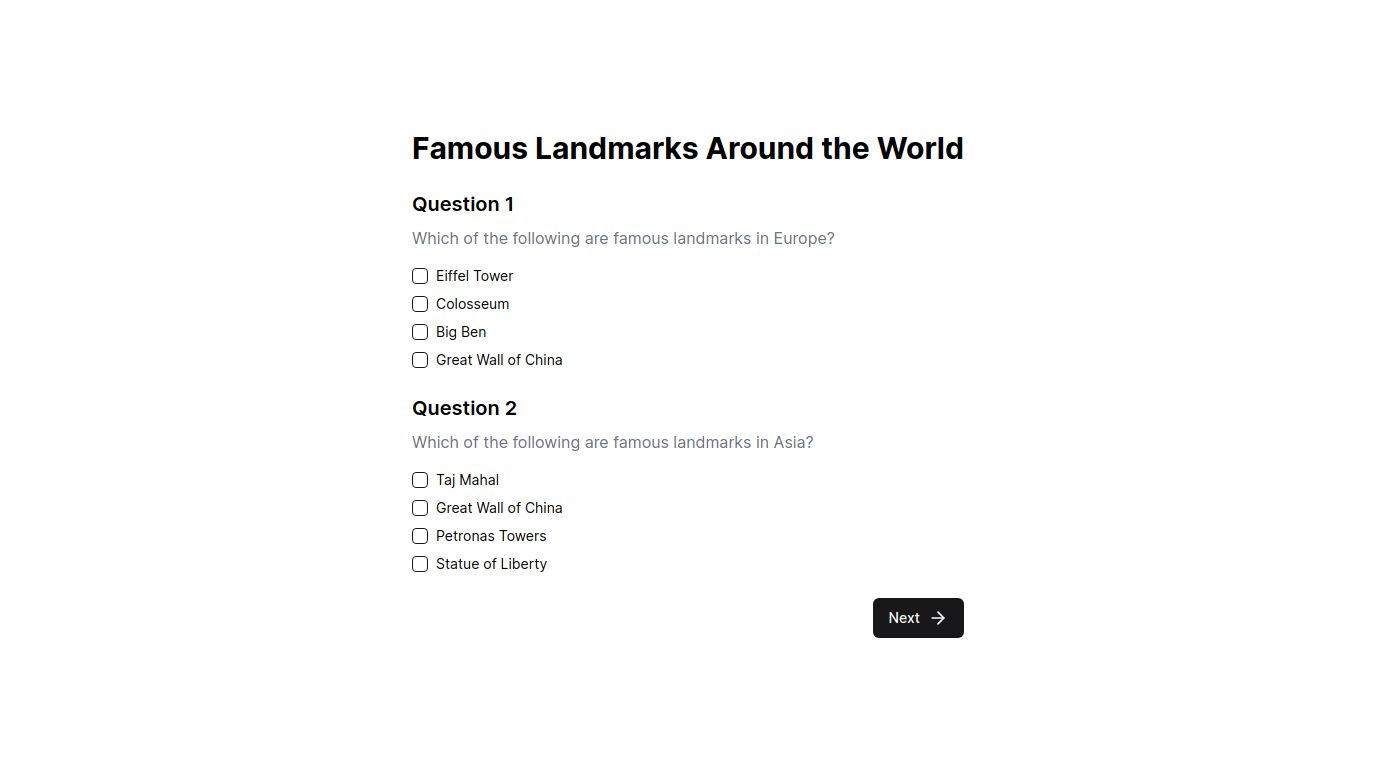 Famous Landmarks Around the World
Question 1
Which of the following are famous landmarks in Europe?
Eiffel Tower
Colosseum
Big Ben
Great Wall of China
Question 2
Which of the following are famous landmarks in Asia?
Taj Mahal
Great Wall of China
Petronas Towers
Statue of Liberty
Next